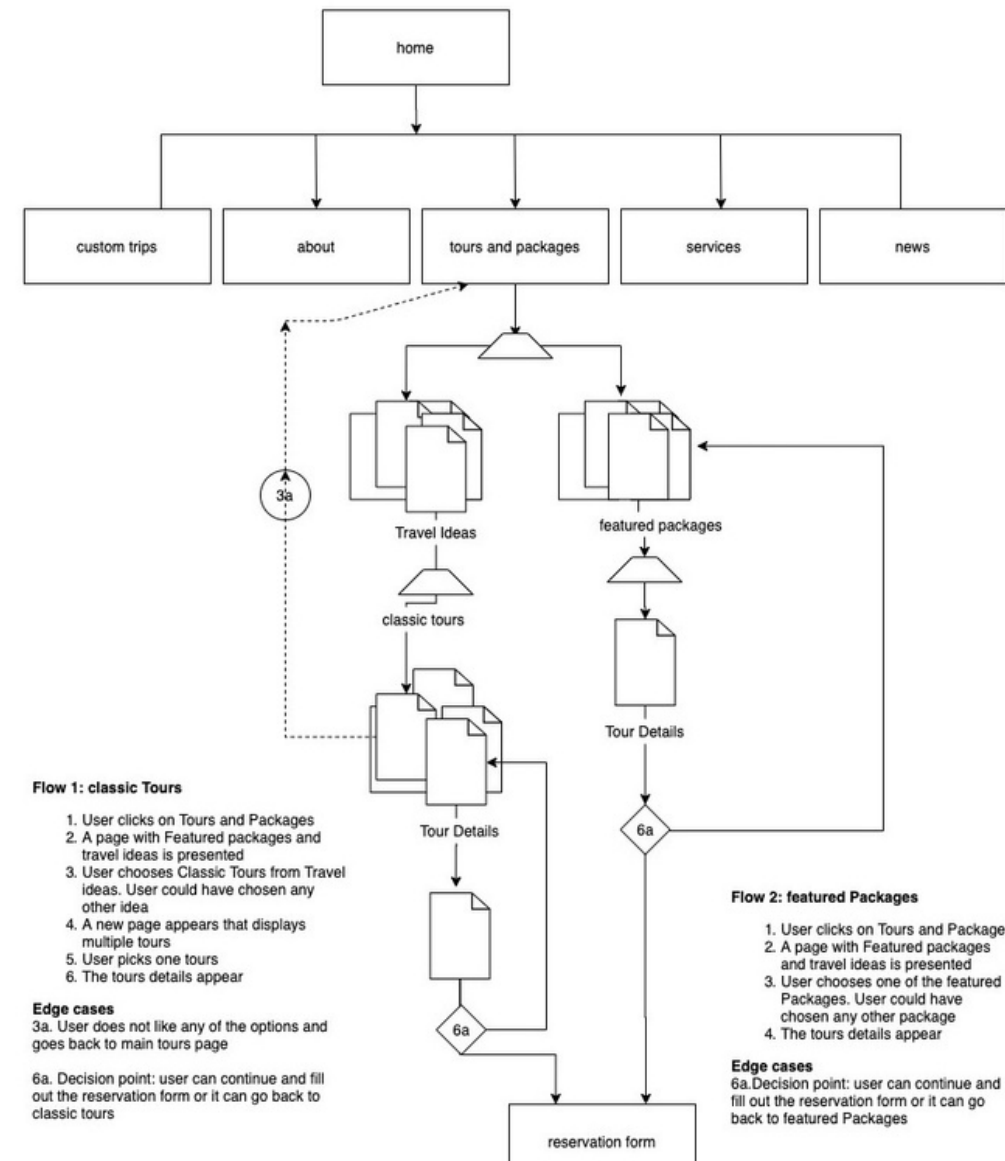 home
custom trips
about
tours and packages
services
news
3a
Travel Ideas
featured packages
classic tours
Tour Details
Tour Details
6a
6a
reservation form
Flow 1: classic Tours
1. User clicks on Tours and Packages
2. A page with Featured packages and
travel ideas is presented
3. User chooses Classic Tours from Travel
ideas. User could have chosen any
other idea
4. A new page appears that displays
multiple tours
5. User picks one tours
6. The tours details appear
Edge cases
3a. User does not like any of the options and
goes back to main tours page
6a. Decision point: user can continue and fill
out the reservation form or it can go back to
classic tours
Flow 2: featured Packages
1. User clicks on Tours and Package
2. A page with Featured packages
and travel ideas is presented
3. User chooses one of the featured
Packages. User could have
chosen any other package
4. The tours details appear
Edge cases
6a.Decision point: user can continue and
fill out the reservation form or it can go
back to featured Packages